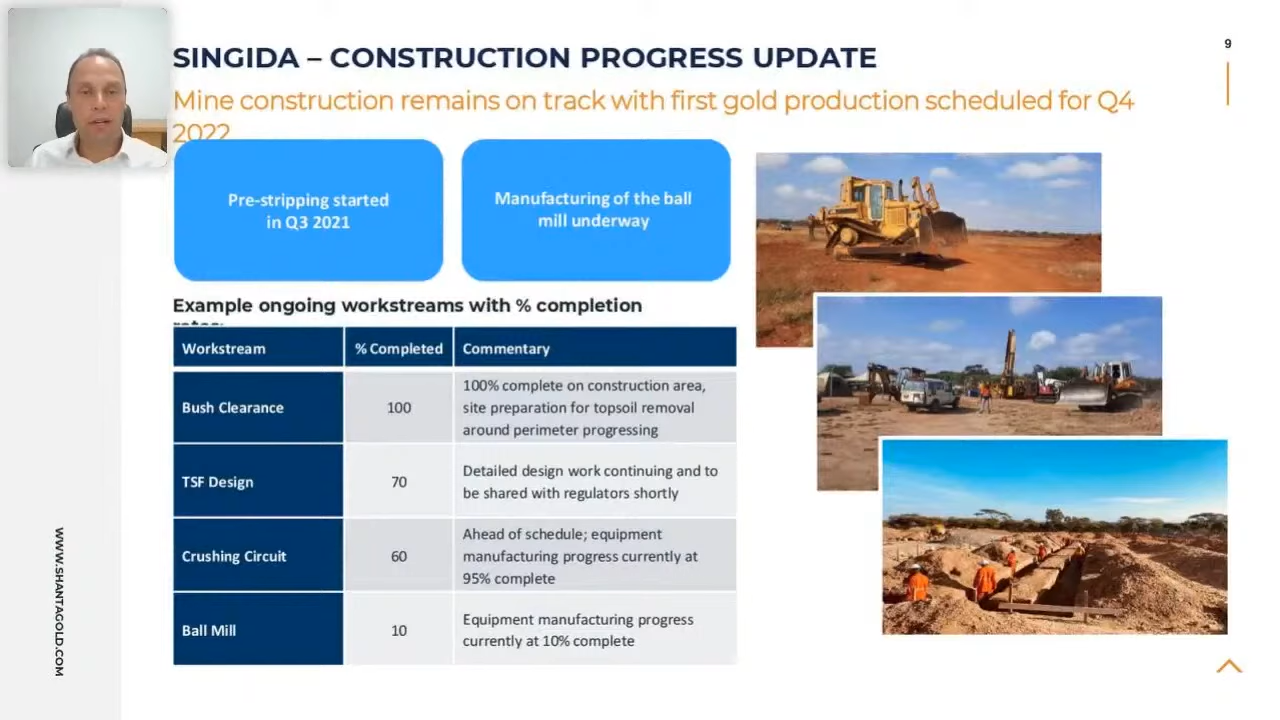 9
SINGIDA – CONSTRUCTION PROGRESS UPDATE
Mine construction remains on track with first gold production scheduled for Q4
2022
Pre-stripping started
in Q3 2021
Manufacturing of the ball
mill underway
Example ongoing workstreams with % completion
rates:
Workstream
% Completed
Commentary
Bush Clearance
100
100% complete on construction area,
site preparation for topsoil removal
around perimeter progressing
TSF Design
70
Detailed design work continuing and to
be shared with regulators shortly
Crushing Circuit
60
Ahead of schedule; equipment
manufacturing progress currently at
95% complete
Ball Mill
10
Equipment manufacturing progress
currently at 10% complete
WWW.SHANTAGOLD.COM